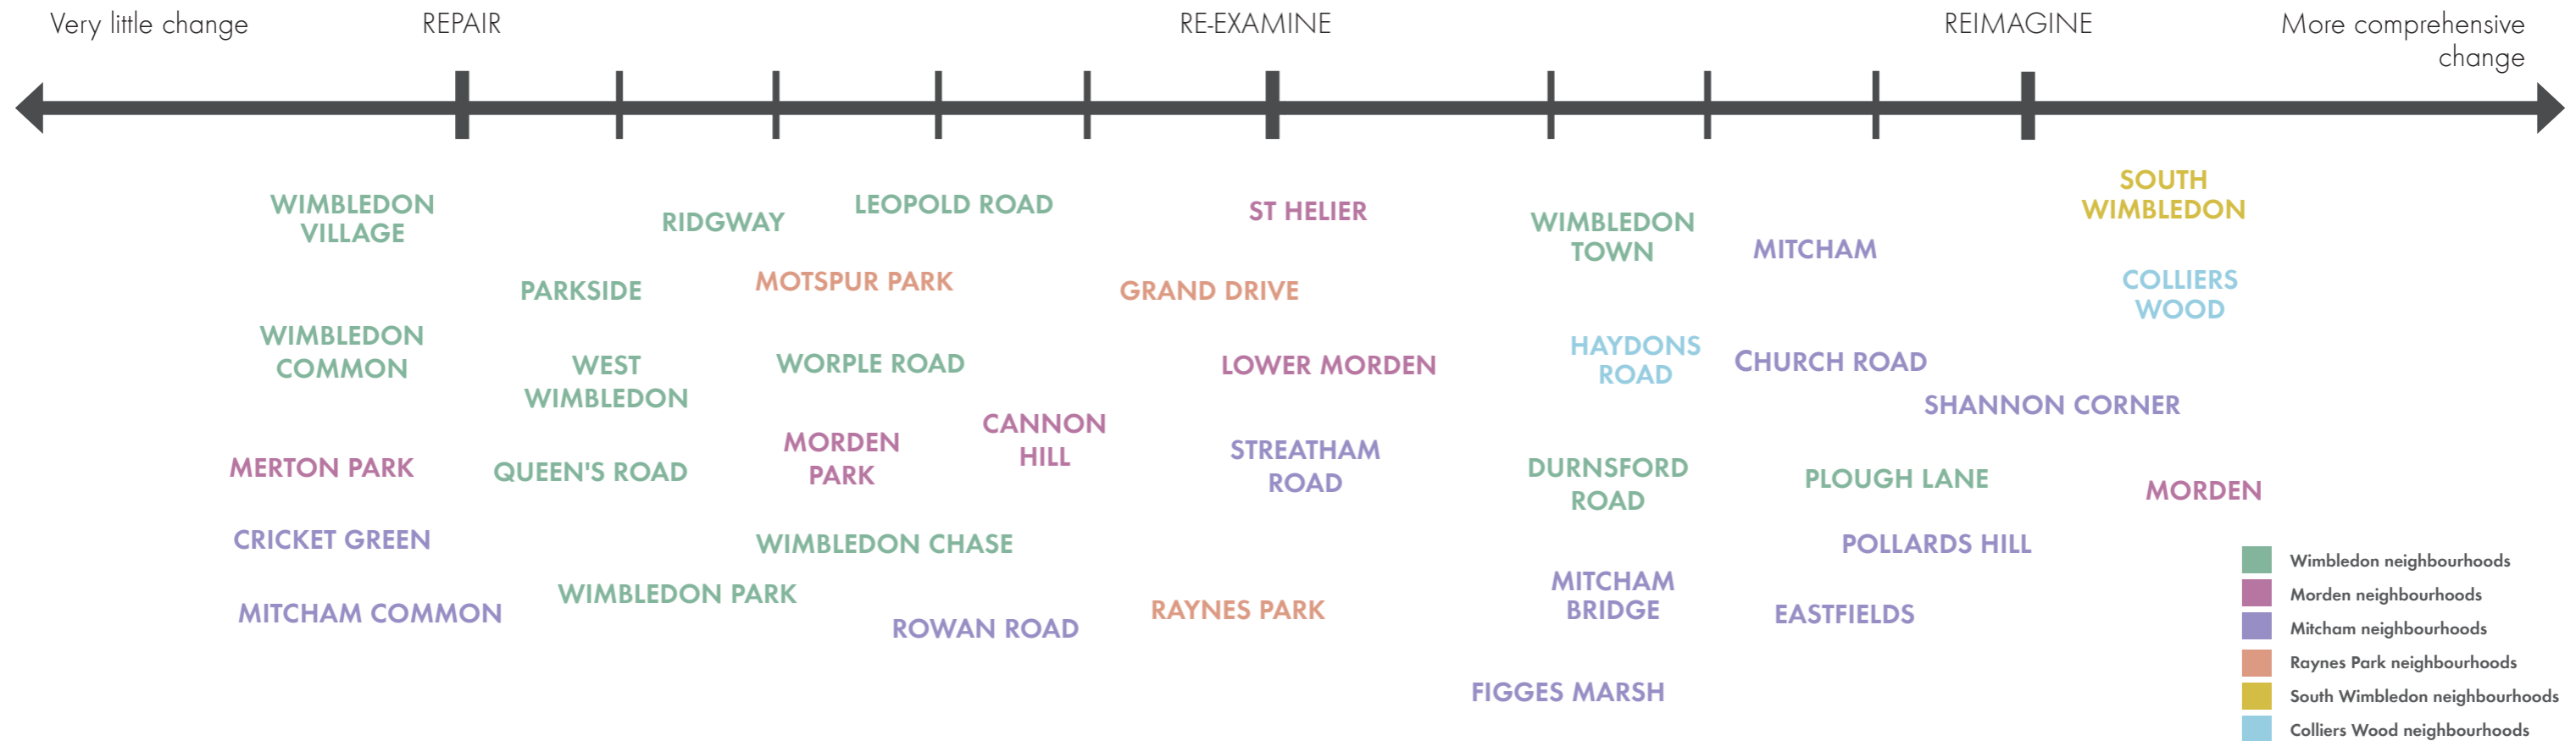 Very little change
REPAIR
RE-EXAMINE
REIMAGINE
More comprehensive
change
WIMBLEDON
VILLAGE
RIDGWAY
LEOPOLD ROAD
ST HELIER
WIMBLEDON
TOWN
MITCHAM
SOUTH
WIMBLEDON
PARKSIDE
MOTSPUR PARK
GRAND DRIVE
COLLIERS
WOOD
WIMBLEDON
COMMON
WEST
WIMBLEDON
WORPLE ROAD
LOWER MORDEN
HAYDONS
ROAD
CHURCH ROAD
SHANNON CORNER
MERTON PARK
QUEEN'S ROAD
MORDEN
PARK
CANNON
HILL
STREATHAM
ROAD
DURNSFORD
ROAD
PLOUGH LANE
MORDEN
CRICKET GREEN
WIMBLEDON CHASE
POLLARDS HILL
MITCHAM COMMON
WIMBLEDON PARK
ROWAN ROAD
RAYNES PARK
MITCHAM
BRIDGE
EASTFIELDS
FIGGES MARSH
Wimbledon neighbourhoods
Morden neighbourhoods
Mitcham neighbourhoods
Raynes Park neighbourhoods
South Wimbledon neighbourhoods
Colliers Wood neighbourhoods